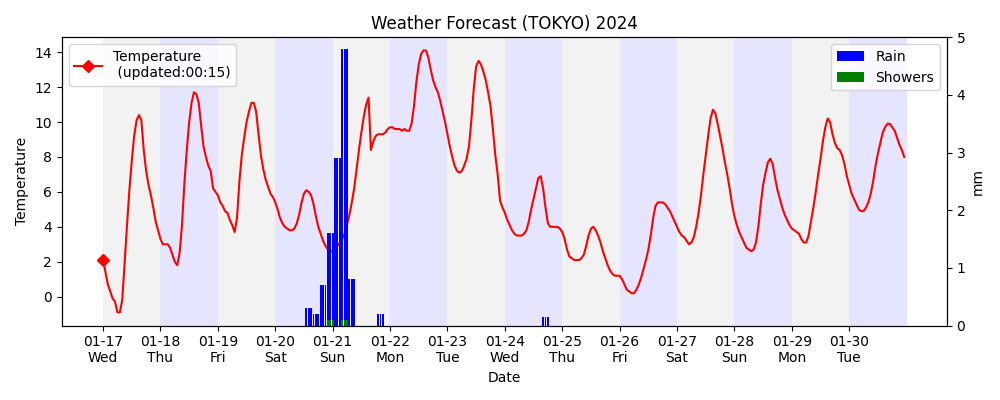 Weather Forecast (TOKYO) 2024
Temperature
(updated:00:15)
Rain
Showers
Temperature
14
12
10
8
6
4
2
0
5
4
3
2
1
0
mm
01-17 01-18 01-19 01-20 01-21 01-22 01-23 01-24 01-25 01-26 01-27 01-28 01-29 01-30
Wed Thu Fri Sat Sun Mon Tue Wed Thu Fri Sat Sun Mon Tue
Date